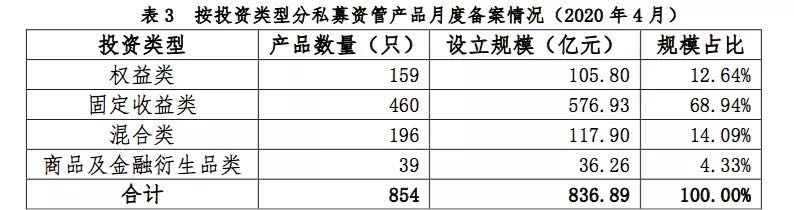 表 3 按投资类型分私募资管产品月度备案情况（2020 年 4 月）
投资类型 产品数量（只） 设立规模（亿元） 规模占比
权益类 159 105.80 12.64%
固定收益类 460 576.93 68.94%
混合类 196 117.90 14.09%
商品及金融衍生品类 39 36.26 4.33%
合计 854 836.89 100.00%